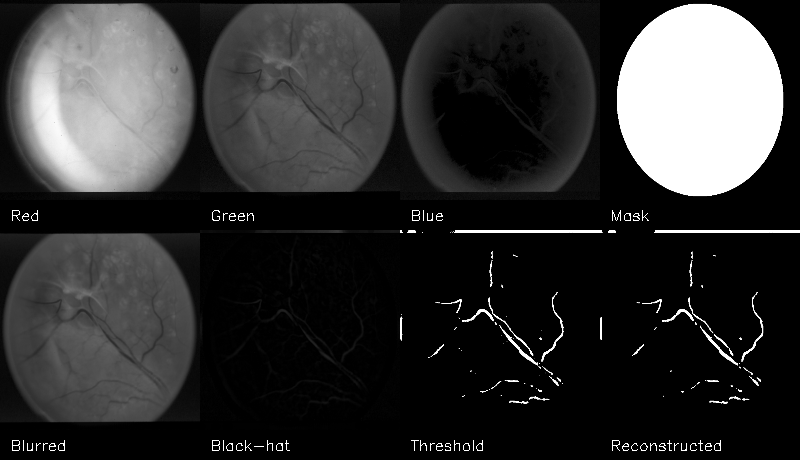 Red
Green
Blue
Mask
Blurred
Black-hat
Threshold
Reconstructed